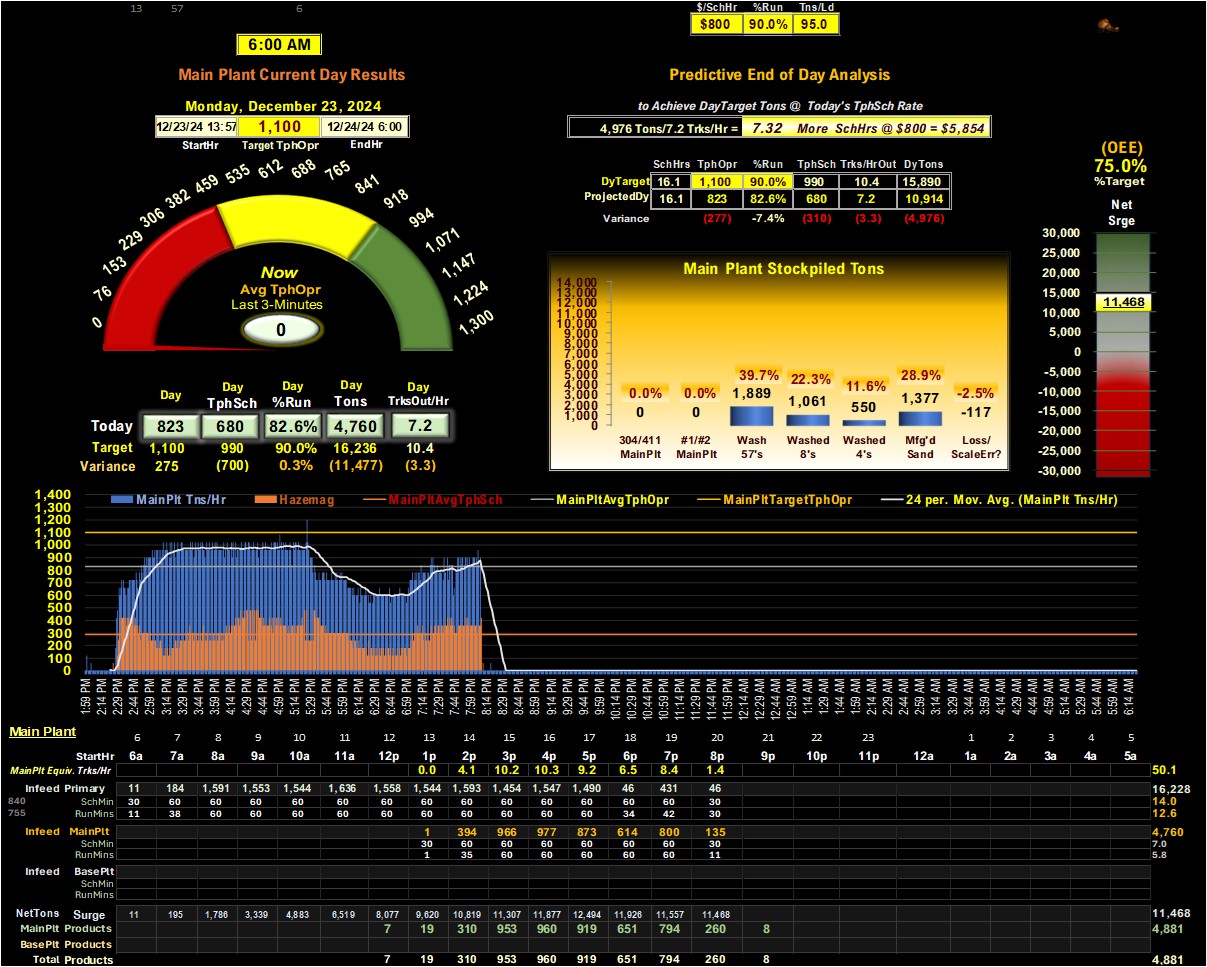 13 57 6
$/SchHr %Run Tns/Ld
$800 90.0% 95.0
6:00 AM
Main Plant Current Day Results
Predictive End of Day Analysis
Monday, December 23, 2024
to Achieve DayTarget Tons @ Today's TphSch Rate
12/23/24 13:57 1,100 12/24/24 6:00
StartHr Target TphOpr EndHr
4,976 Tons/7.2 Trks/Hr = 7.32 More SchHrs @ $800 = $5,854
(OEE)
75.0%
%Target
SchHrs TphOpr %Run TphSch Trks/HrOut DyTons
DyTarget 16.1 1,100 90.0% 990 10.4 15,890
ProjectedDy 16.1 823 82.6% 680 7.2 10,914
Variance (277) -7.4% (310) (3.3) (4,976)
0 76 153 229 306 382 459 535 612 688 765 841 918 994 1,071 1,147 1,224 1,300
Now
Avg TphOpr
Last 3-Minutes
0
Net
Srge
30,000
25,000
20,000
15,000
11,468
10,000
5,000
0
-5,000
-10,000
-15,000
-20,000
-25,000
-30,000
Main Plant Stockpiled Tons
14,000
13,000
12,000
11,000
10,000
9,000
8,000
7,000
6,000
5,000
4,000
3,000
2,000
1,000
0
0.0% 0.0% 39.7% 22.3% 11.6% 28.9% -2.5%
0 0 1,889 1,061 550 1,377 -117
304/411 #1/#2 Wash Washed Washed Mfg'd Loss/
MainPlt MainPlt 57's 8's 4's Sand ScaleErr?
Day Day Day Day Day
TphSch %Run Tons TrksOut/Hr
Today 823 680 82.6% 4,760 7.2
Target 1,100 990 90.0% 16,236 10.4
Variance 275 (700) 0.3% (11,477) (3.3)
MainPlt Tns/Hr Hazemag MainPltAvgTphSch MainPltAvgTphOpr MainPltTargetTphOpr 24 per. Mov. Avg. (MainPlt Tns/Hr)
1,400
1,300
1,200
1,100
1,000
900
800
700
600
500
400
300
200
100
0
1:59 PM 2:14 PM 2:29 PM 2:44 PM 2:59 PM 3:14 PM 3:29 PM 3:44 PM 3:59 PM 4:14 PM 4:29 PM 4:44 PM 4:59 PM 5:14 PM 5:29 PM 5:44 PM 5:59 PM 6:14 PM 6:29 PM 6:44 PM 6:59 PM 7:14 PM 7:29 PM 7:44 PM 7:59 PM 8:14 PM 8:29 PM 8:44 PM 8:59 PM 9:14 PM 9:29 PM 9:44 PM 9:59 PM 10:14 PM 10:29 PM 10:44 PM 10:59 PM 11:14 PM 11:29 PM 11:44 PM 11:59 PM 12:14 AM 12:29 AM 12:44 AM 12:59 AM 1:14 AM 1:29 AM 1:44 AM 1:59 AM 2:14 AM 2:29 AM 2:44 AM 2:59 AM 3:14 AM 3:29 AM 3:44 AM 3:59 AM 4:14 AM 4:29 AM 4:44 AM 4:59 AM 5:14 AM 5:29 AM 5:44 AM 5:59 AM 6:14 AM
Main Plant
6 7 8 9 10 11 12 13 14 15 16 17 18 19 20 21 22 23 1 2 3 4 5
StartHr 6a 7a 8a 9a 10a 11a 12p 1p 2p 3p 4p 5p 6p 7p 8p 9p 10p 11p 12a 1a 2a 3a 4a 5a
MainPlt Equiv. Trks/Hr 0.0 4.1 10.2 10.3 9.2 6.5 8.4 1.4 50.1
Infeed Primary 11 184 1,591 1,553 1,544 1,636 1,558 1,544 1,593 1,454 1,547 1,490 46 431 46 16,228
840 SchMin 30 60 60 60 60 60 60 60 60 60 60 60 60 60 30 14.0
755 RunMins 11 38 60 60 60 60 60 60 60 60 60 60 34 42 30 12.6
Infeed MainPlt 1 394 966 977 873 614 800 135 4,760
SchMin 30 60 60 60 60 60 60 30 7.0
RunMins 1 35 60 60 60 60 60 11 5.8
Infeed BasePlt
SchMin
RunMins
NetTons Surge 11 195 1,786 3,339 4,883 6,519 8,077 9,620 10,819 11,307 11,877 12,494 11,926 11,557 11,468 11,468
MainPlt Products 7 19 310 953 960 919 651 794 260 8 4,881
BasePlt Products
Total Products 7 19 310 953 960 919 651 794 260 8 4,881